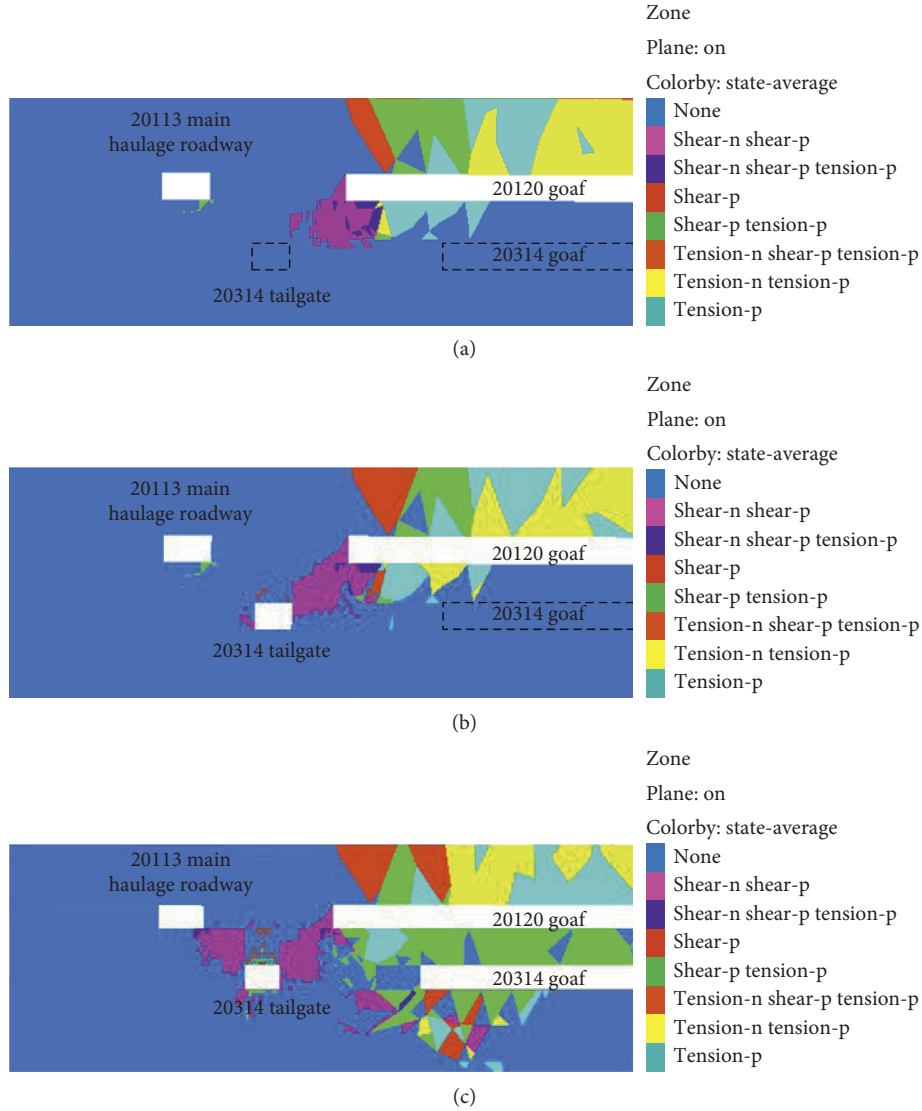 Zone
Plane: on
Colorby: state-average
None
Shear-n shear-p
Shear-n shear-p tension-p
Shear-p
Shear-p tension-p
Tension-n shear-p tension-p
Tension-n tension-p
Tension-p
20113 main
haulage roadway
20120 goaf
20314 goaf
20314 tailgate
(a)
Zone
Plane: on
Colorby: state-average
None
Shear-n shear-p
Shear-n shear-p tension-p
Shear-p
Shear-p tension-p
Tension-n shear-p tension-p
Tension-n tension-p
Tension-p
20113 main
haulage roadway
20120 goaf
20314 goaf
20314 tailgate
(b)
Zone
Plane: on
Colorby: state-average
None
Shear-n shear-p
Shear-n shear-p tension-p
Shear-p
Shear-p tension-p
Tension-n shear-p tension-p
Tension-n tension-p
Tension-p
20113 main
haulage roadway
20120 goaf
20314 goaf
20314 tailgate
(c)